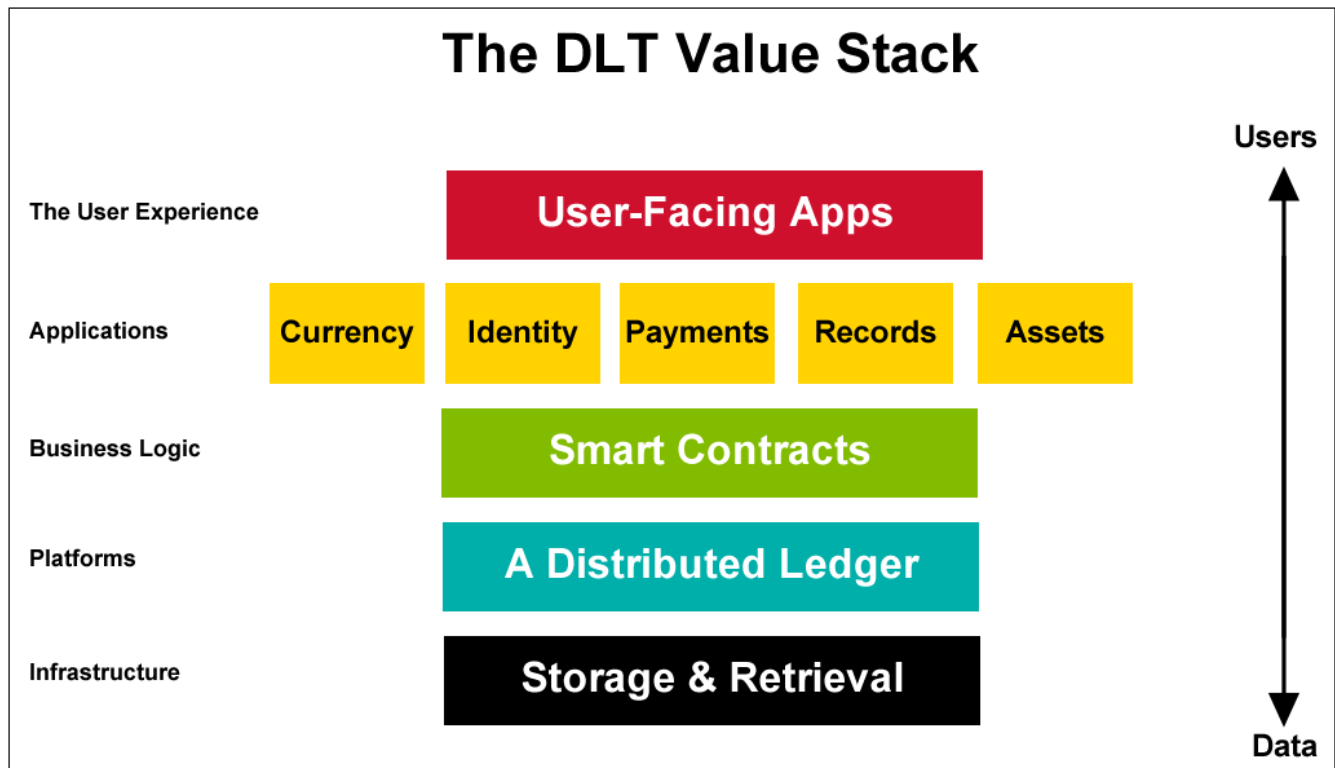 The DLT Value Stack
Users
The User Experience
User-Facing Apps
Applications
Currency
Identity
Payments
Records
Assets
Business Logic
Smart Contracts
Platforms
A Distributed Ledger
Infrastructure
Storage & Retrieval
Data